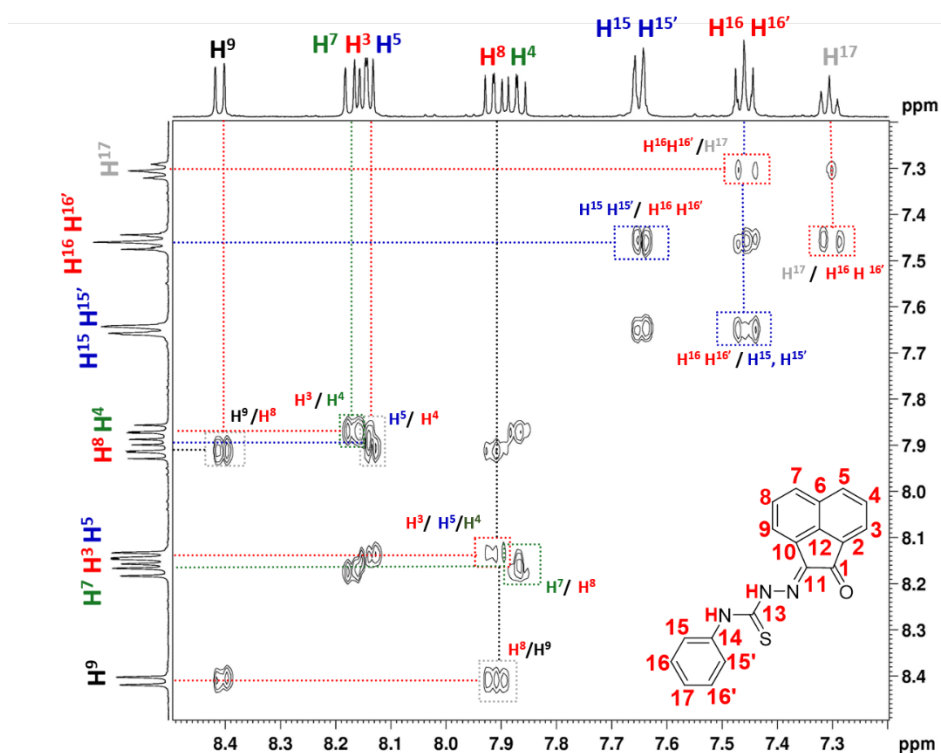 H⁹ H⁷ H³ H⁵ H⁸ H⁴ H¹⁵ H¹⁵' H¹⁶ H¹⁶' H¹⁷
ppm
ppm
H¹⁷
H¹⁶ H¹⁶'
H¹⁵ H¹⁵'
H⁸ H⁴
H⁷ H³ H⁵
H⁹
H¹⁶H¹⁶' /H¹⁷
H¹⁵ H¹⁵'/ H¹⁶ H¹⁶'
H¹⁷ / H¹⁶ H ¹⁶'
H¹⁶ H¹⁶' / H¹⁵, H¹⁵'
H⁹/H⁸
H³/ H⁴
H⁵/ H⁴
H³/ H⁵/H⁴
H⁷/ H⁸
H⁸/H⁹
7.3
7.4
7.5
7.6
7.7
7.8
7.9
8.0
8.1
8.2
8.3
8.4
7 6 5
8 4
9 3
10 12 2
11 1
H H
N N N O
13
15 14 S
16 15'
17 16'
8.4 8.3 8.2 8.1 8.0 7.9 7.8 7.7 7.6 7.5 7.4 7.3
ppm